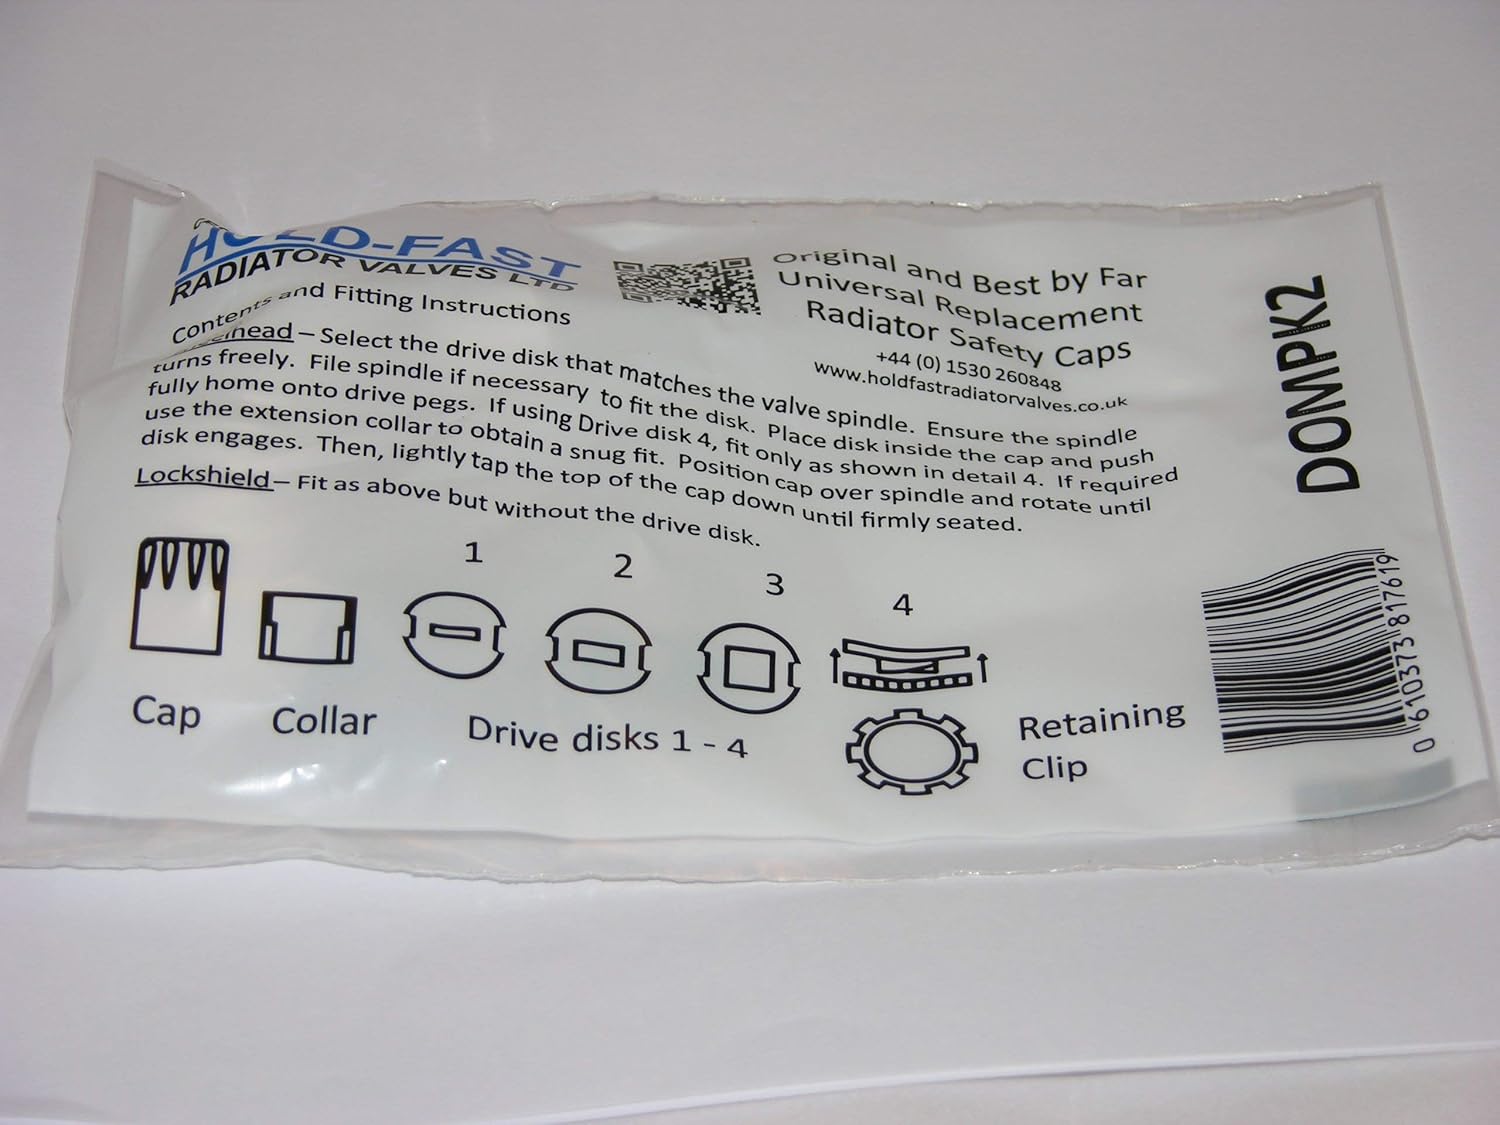 HOLD-FAST
RADIATOR VALVES LTD
Contents and Fitting Instructions
Original and Best by Far
Universal Replacement
Radiator Safety Caps
+44 (0) 1530 260848
www.holdfastradiatorvalves.co.uk
– Select the drive disk that matches the valve spindle. Ensure the spindle
turns freely. File spindle if necessary to fit the disk. Place disk inside the cap and push
fully home onto drive pegs. If using Drive disk 4, fit only as shown in detail 4. If required
use the extension collar to obtain a snug fit. Position cap over spindle and rotate until
disk engages. Then, lightly tap the top of the cap down until firmly seated.
Lockshield – Fit as above but without the drive disk.
1
2
3
4
Cap
Collar
Drive disks 1 - 4
Retaining
Clip
DOMPK2
0 610373 817619